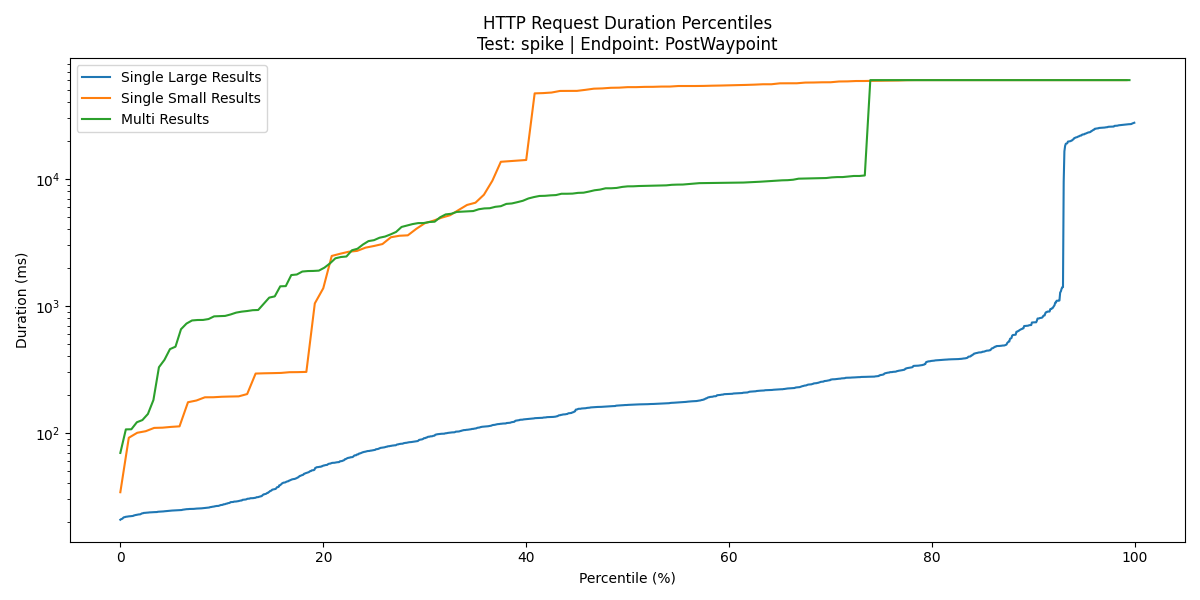 HTTP Request Duration Percentiles
Test: spike | Endpoint: PostWaypoint
Single Large Results
Single Small Results
Multi Results
Duration (ms)
10^4
10^3
10^2
0 20 40 60 80 100
Percentile (%)